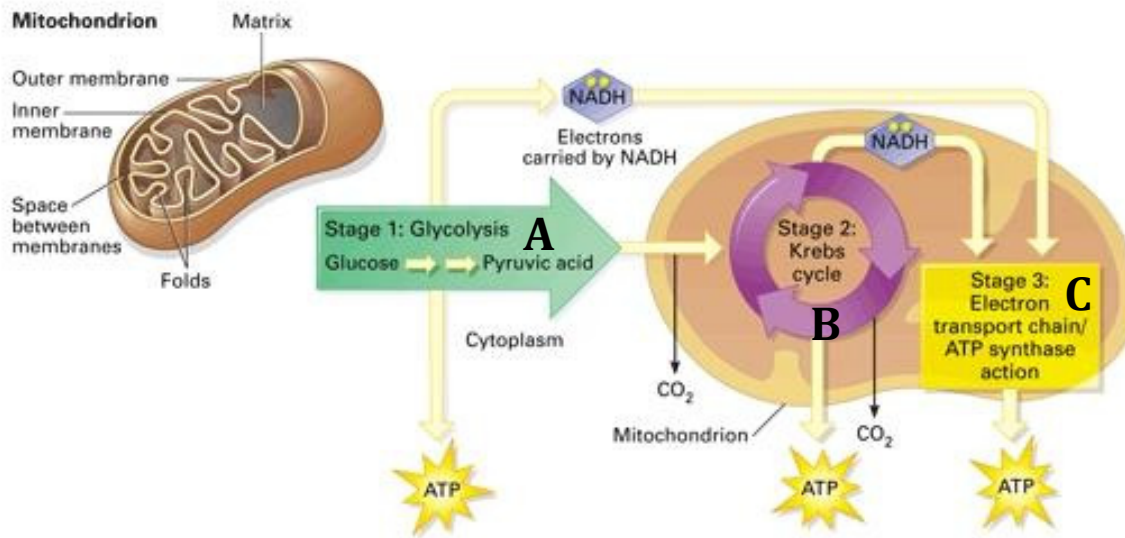 Mitochondrion
Matrix
Outer membrane
Inner
membrane
Space
between
membranes
Folds
NADH
Electrons
carried by NADH
NADH
Stage 1: Glycolysis
A
Glucose
Pyruvic acid
Cytoplasm
CO₂
Stage 2:
Krebs
cycle
B
Mitochondrion
CO₂
Stage 3:
Electron
transport chain/
ATP synthase
action
C
ATP
ATP
ATP